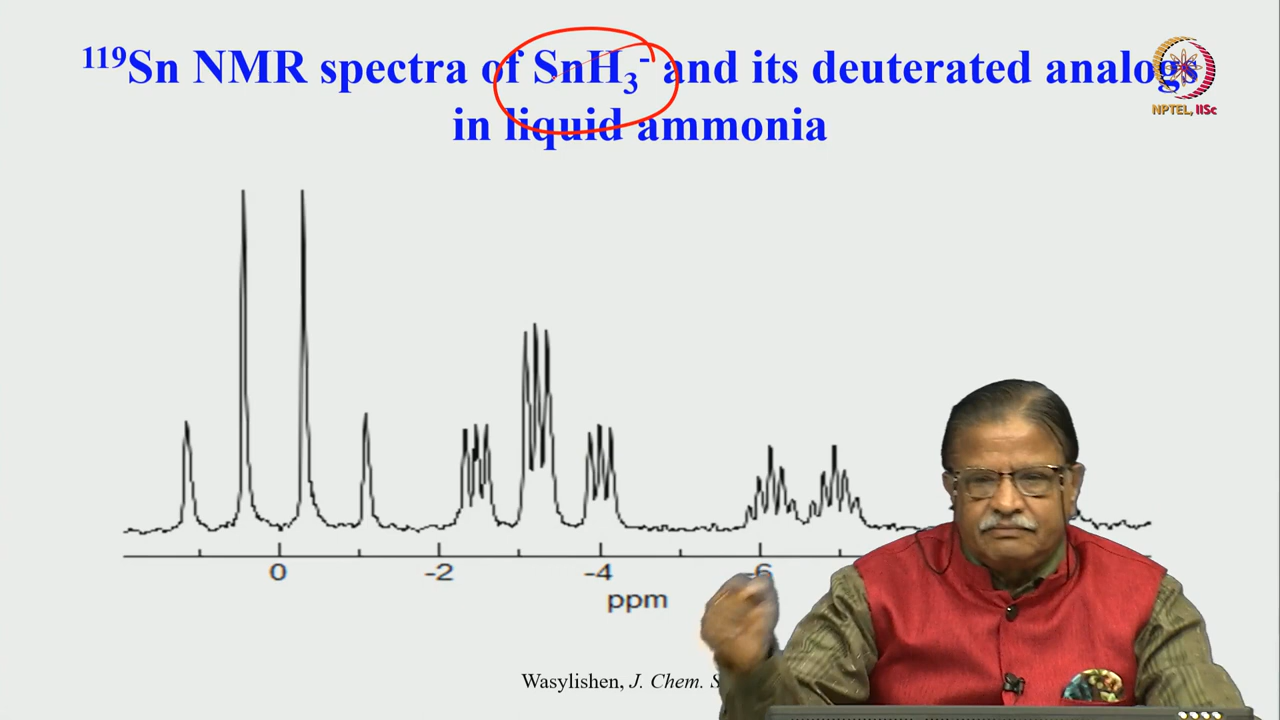 ¹¹⁹Sn NMR spectra of SnH₃⁻ and its deuterated analogs
in liquid ammonia
NPTEL, IISc
0 -2 -4 -6
ppm
Wasylishen, J. Chem. S